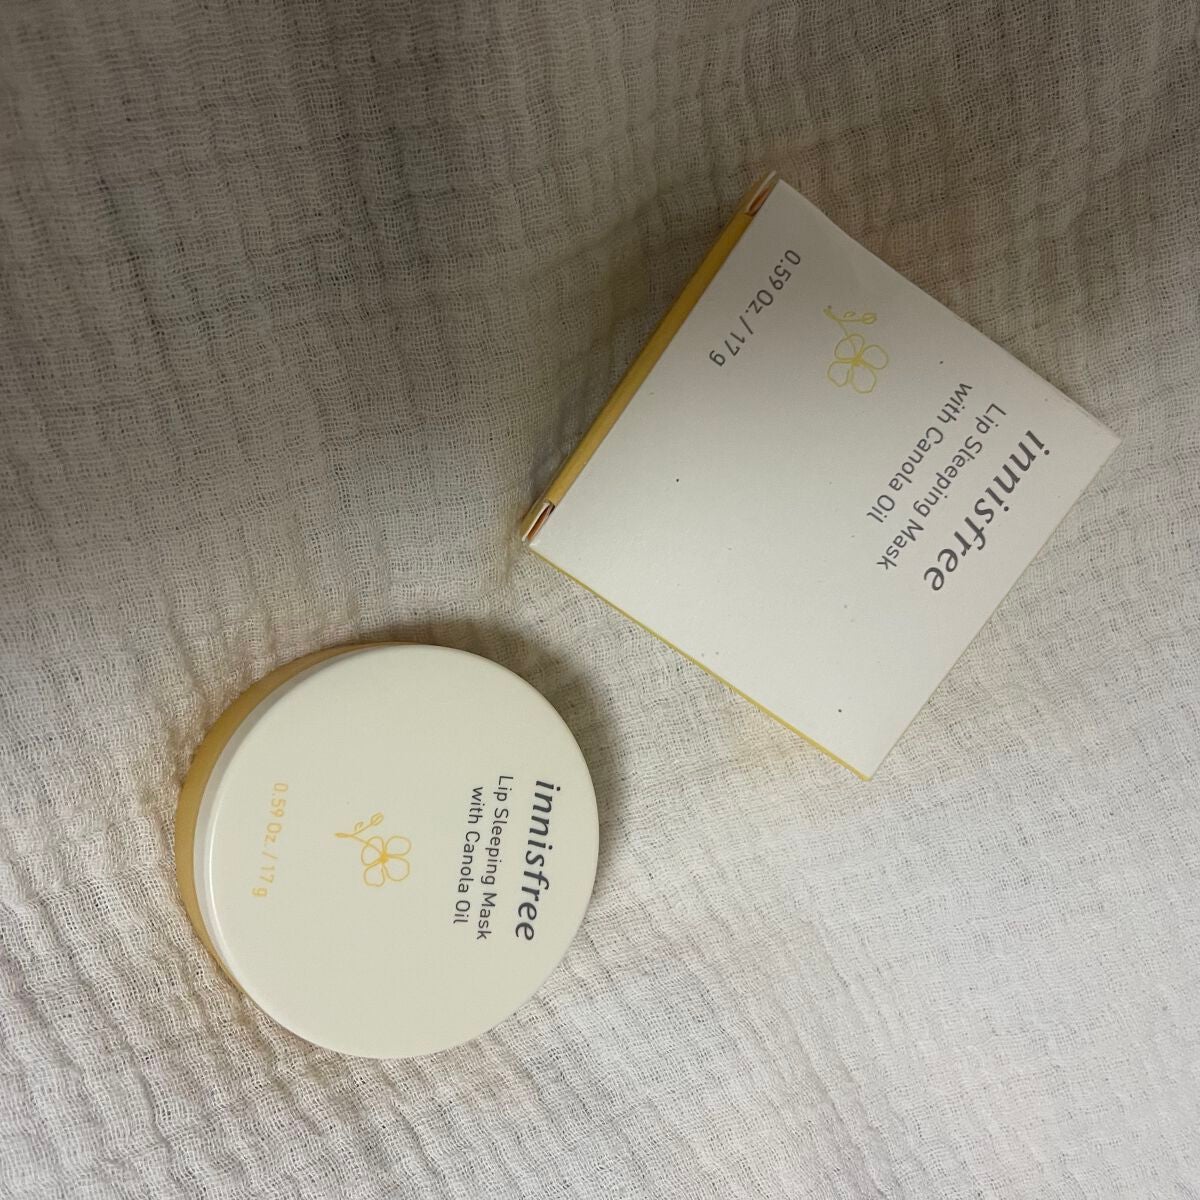 innisfree
Lip Sleeping Mask
with Canola Oil
0.59 Oz. / 17 g
innisfree
Lip Sleeping Mask
with Canola Oil
0.59 Oz. / 17 g